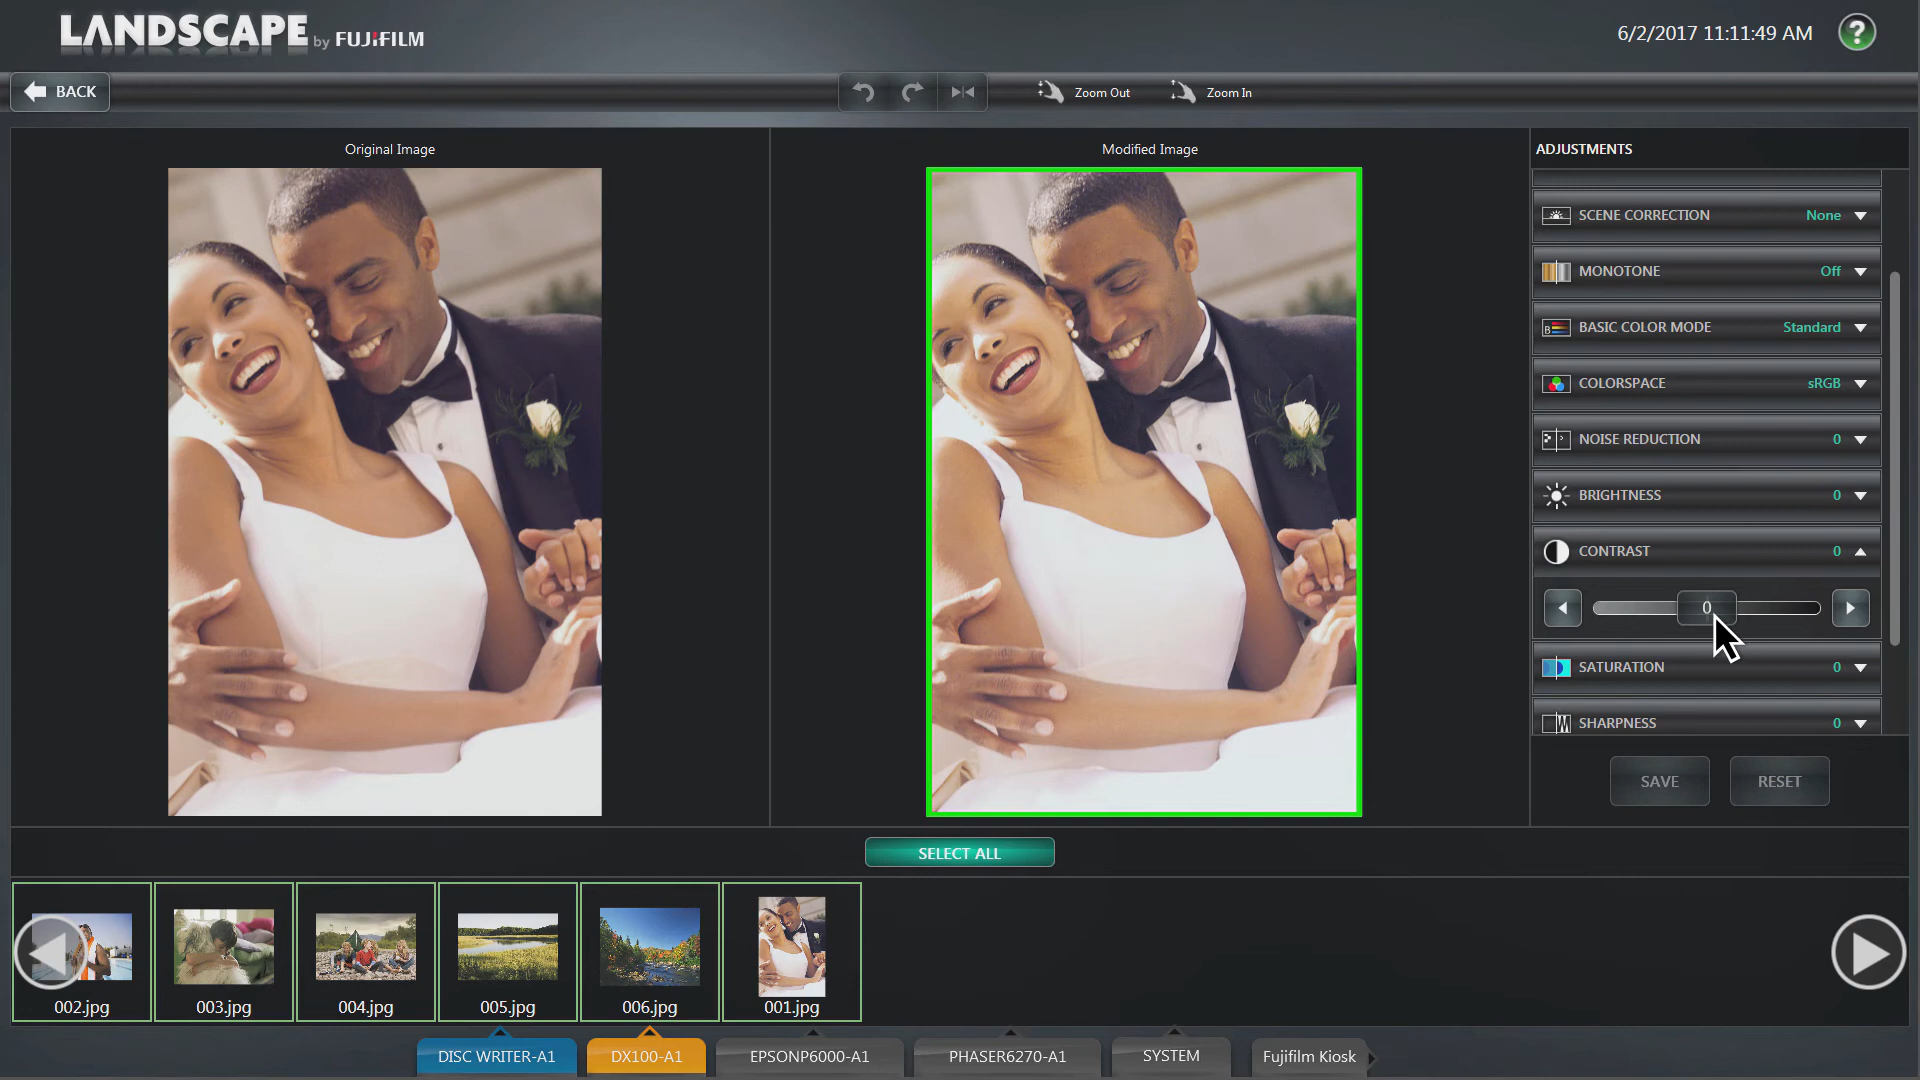 LANDSCAPE by FUJIFILM
6/2/2017 11:11:49 AM
?
BACK
Zoom Out
Zoom In
Original Image
Modified Image
ADJUSTMENTS
SCENE CORRECTION None
MONOTONE Off
B BASIC COLOR MODE Standard
COLORSPACE sRGB
NOISE REDUCTION 0
BRIGHTNESS 0
CONTRAST 0
0
SATURATION 0
SHARPNESS 0
SAVE
RESET
SELECT ALL
002.jpg
003.jpg
004.jpg
005.jpg
006.jpg
001.jpg
DISC WRITER-A1
DX100-A1
EPSONP6000-A1
PHASER6270-A1
SYSTEM
Fujifilm Kiosk